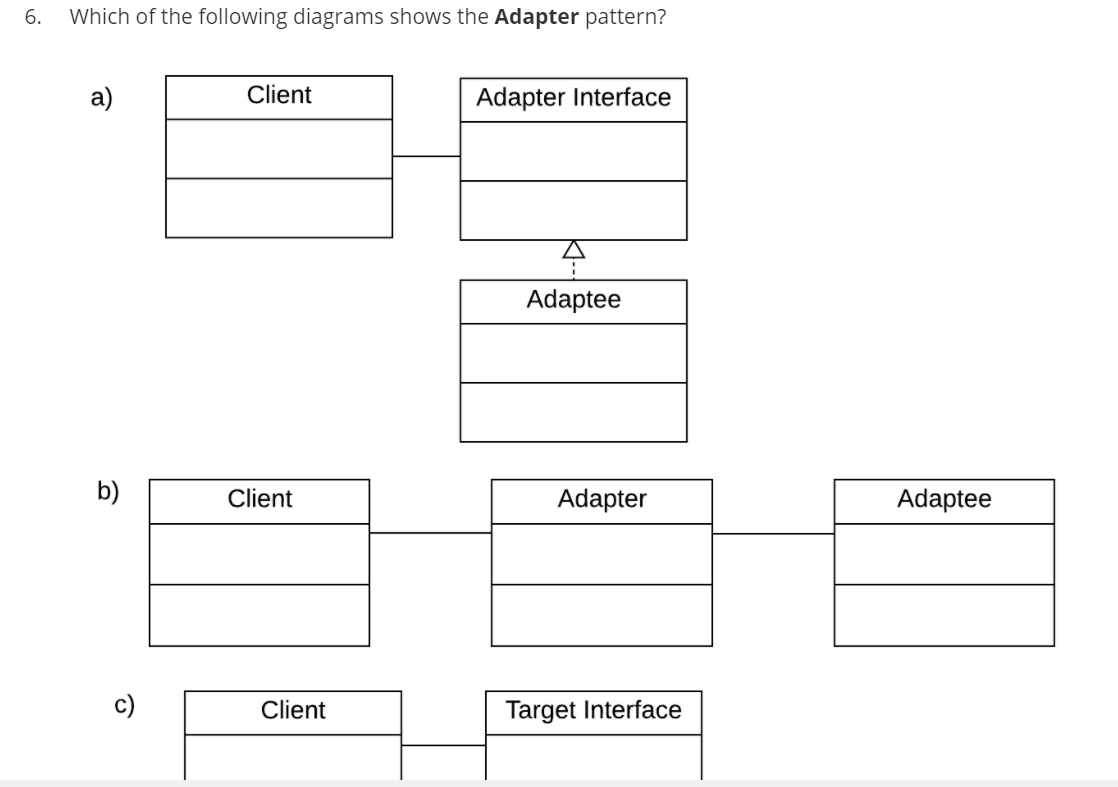 6. Which of the following diagrams shows the Adapter pattern?
a)
Client
Adapter Interface
Adaptee
b)
Client
Adapter
Adaptee
c)
Client
Target Interface